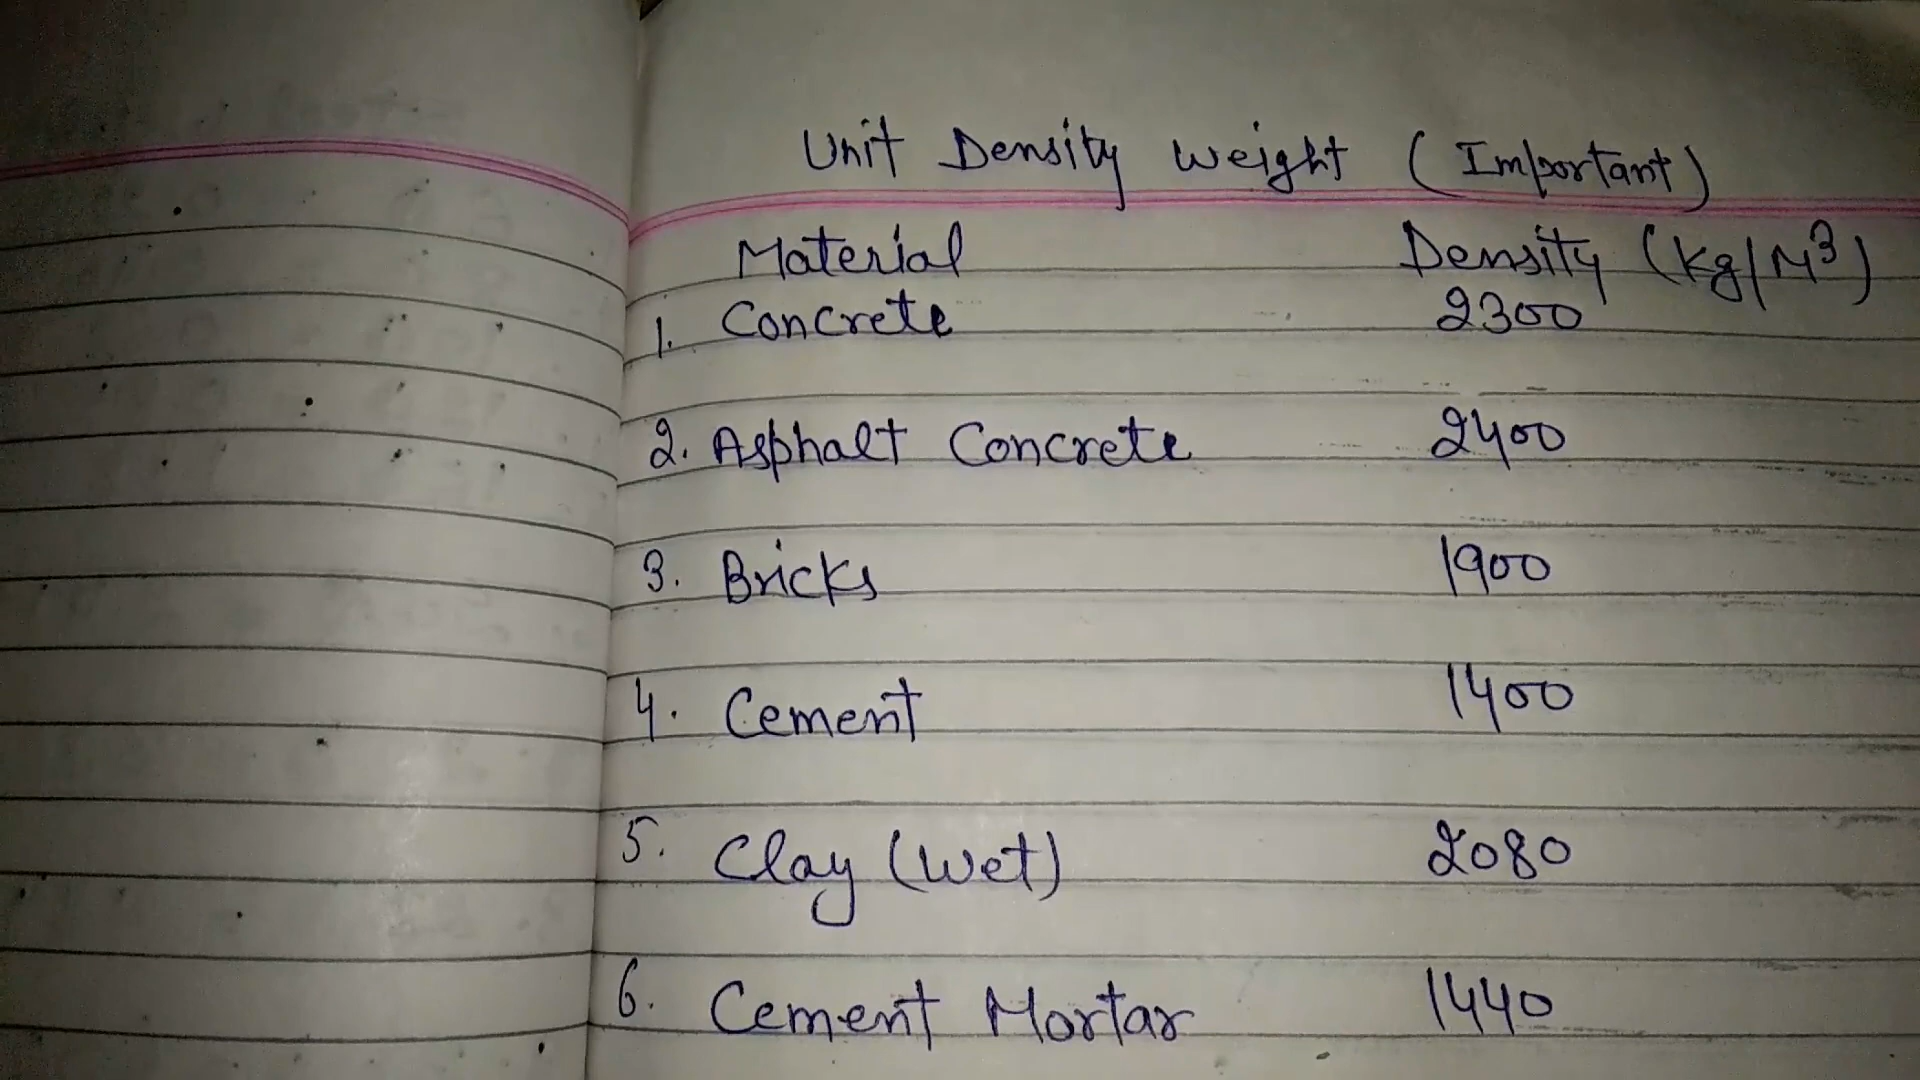 Unit Density Weight (Important)
Material Density (Kg/M³)
1. Concrete 2300
2. Asphalt Concrete 2400
3. Bricks 1900
4. Cement 1400
5. Clay (Wet) 2080
6. Cement Mortar 1440